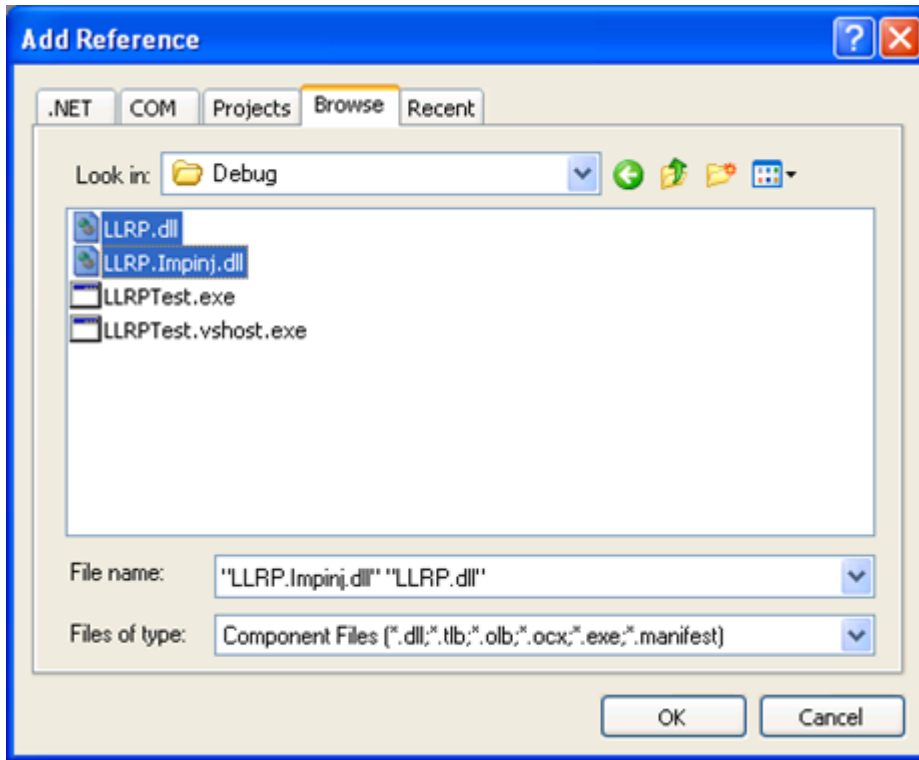 Add Reference
.NET COM Projects Browse Recent
Look in: Debug
LLRP.dll
LLRP.Impinj.dll
LLRPTest.exe
LLRPTest.vshost.exe
File name: "LLRP.Impinj.dll" "LLRP.dll"
Files of type: Component Files (*.dll;*.tlb;*.olb;*.ocx;*.exe;*.manifest)
OK Cancel